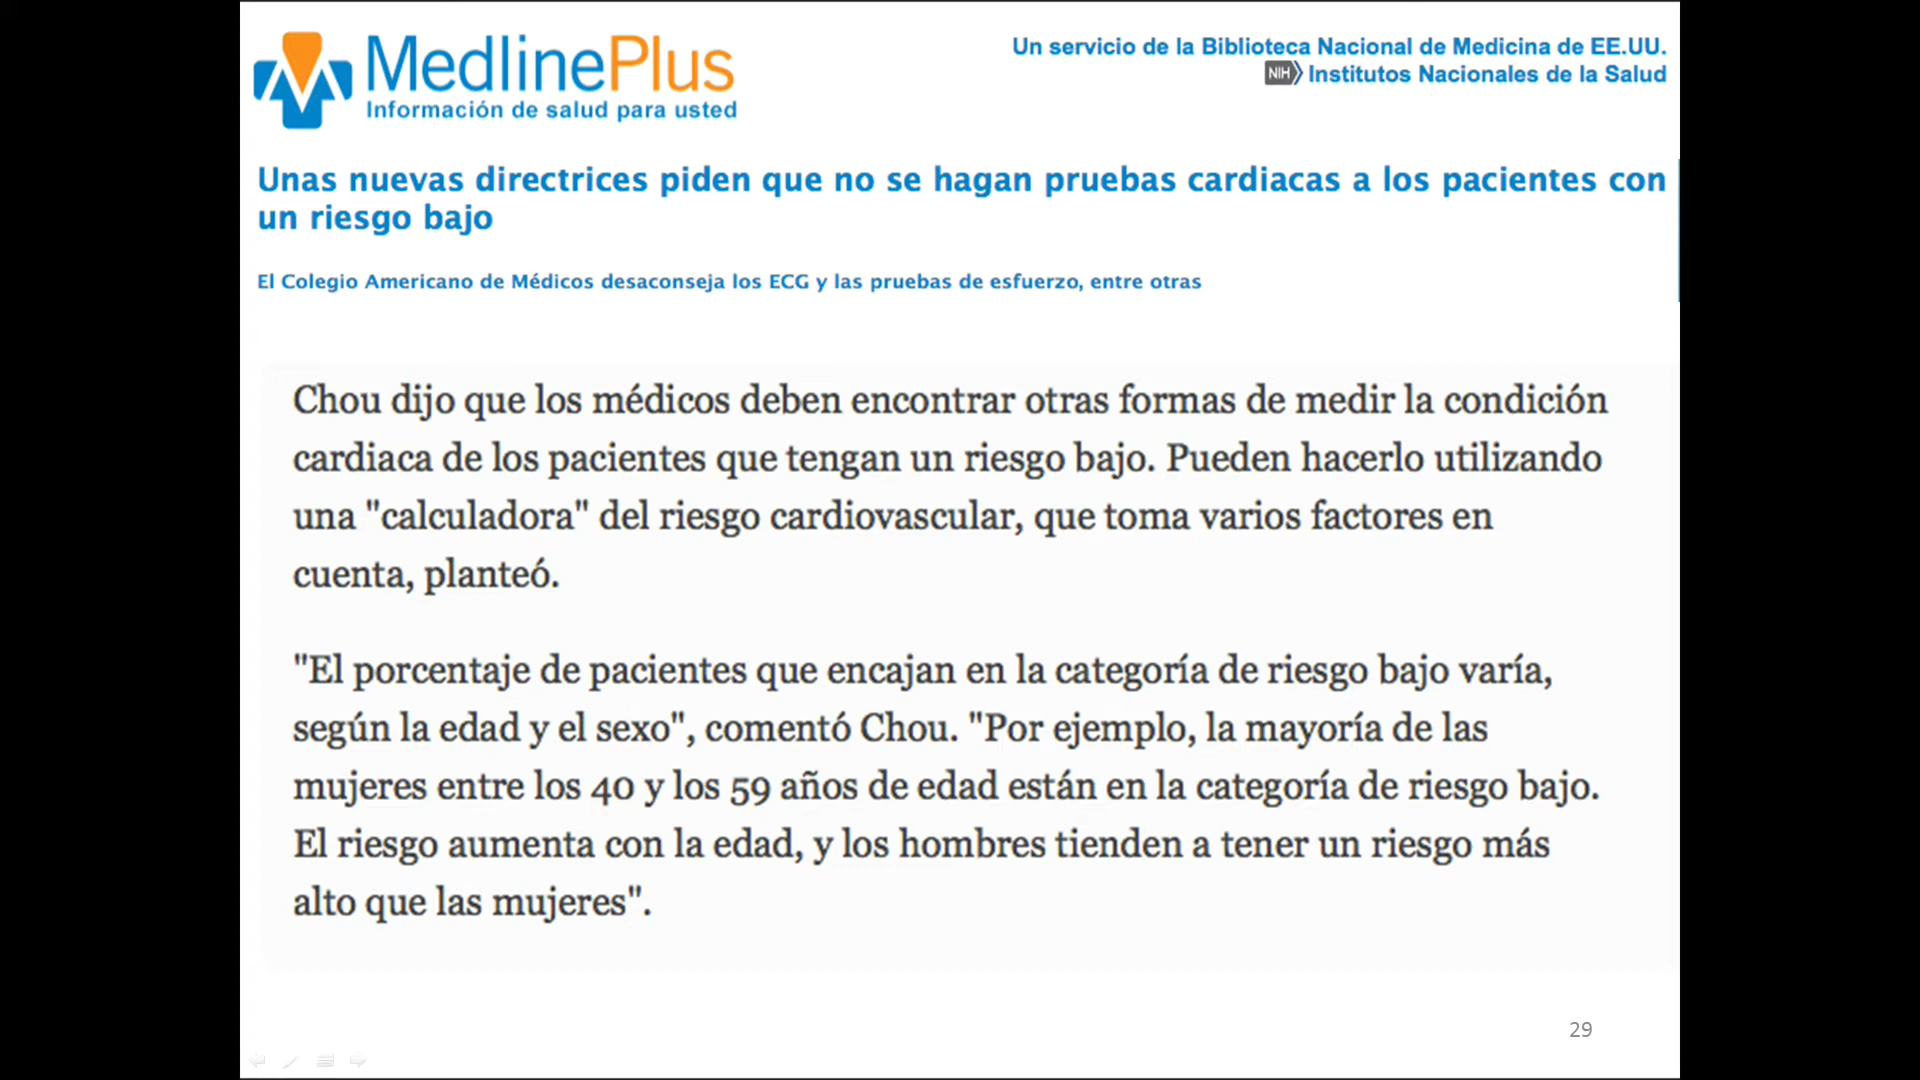 MedlinePlus
Información de salud para usted
Un servicio de la Biblioteca Nacional de Medicina de EE.UU.
NIH Institutos Nacionales de la Salud
Unas nuevas directrices piden que no se hagan pruebas cardiacas a los pacientes con
un riesgo bajo
El Colegio Americano de Médicos desaconseja los ECG y las pruebas de esfuerzo, entre otras
Chou dijo que los médicos deben encontrar otras formas de medir la condición
cardiaca de los pacientes que tengan un riesgo bajo. Pueden hacerlo utilizando
una "calculadora" del riesgo cardiovascular, que toma varios factores en
cuenta, planteó.
"El porcentaje de pacientes que encajan en la categoría de riesgo bajo varía,
según la edad y el sexo", comentó Chou. "Por ejemplo, la mayoría de las
mujeres entre los 40 y los 59 años de edad están en la categoría de riesgo bajo.
El riesgo aumenta con la edad, y los hombres tienden a tener un riesgo más
alto que las mujeres".
29